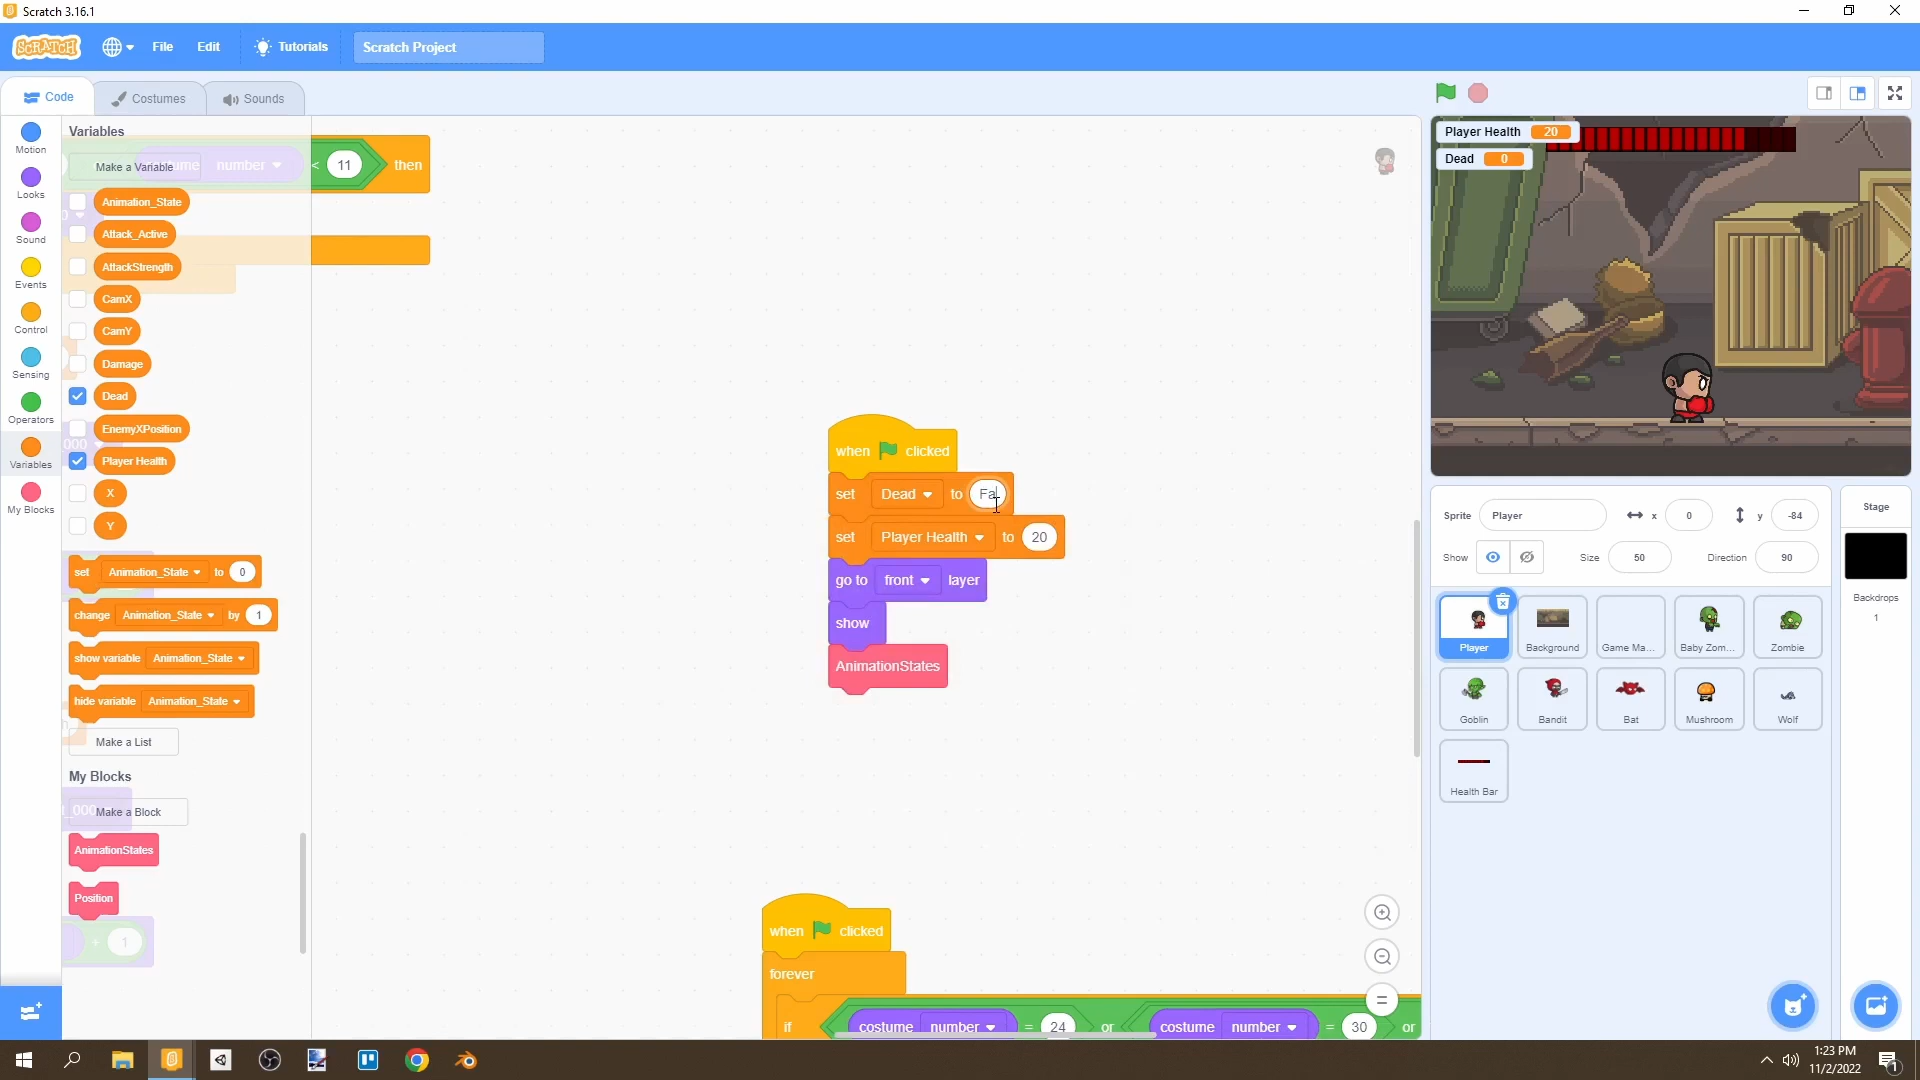 Scratch 3.16.1
SCRATCH File Edit Tutorials Scratch Project
Code Costumes Sounds
Motion
Looks
Sound
Events
Control
Sensing
Operators
Variables
My Blocks
Variables
Make a Variable
number < 11 then
Animation_State
Attack_Active
AttackStrength
CamX
CamY
Damage
Dead
EnemyXPosition
Player Health
X
Y
set Animation_State to 0
change Animation_State by 1
show variable Animation_State
hide variable Animation_State
Make a List
My Blocks
Make a Block
AnimationStates
Position
+ 1
when clicked
set Dead to Fa
set Player Health to 20
go to front layer
show
AnimationStates
when clicked
forever
if costume number = 24 or costume number = 30 or
Player Health 20
Dead 0
Sprite Player x 0 y -84
Show Size 50 Direction 90
Player Background Game Ma... Baby Zom... Zombie
Goblin Bandit Bat Mushroom Wolf
Health Bar
Stage
Backdrops
1
1:23 PM
11/2/2022
1